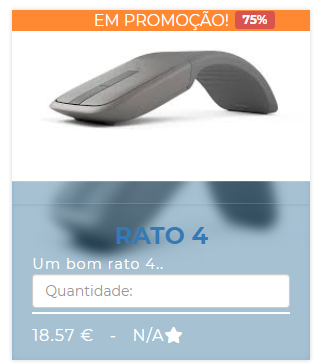 EM PROMOÇÃO! 75%
RATO 4
Um bom rato 4..
Quantidade:
18.57 € - N/A